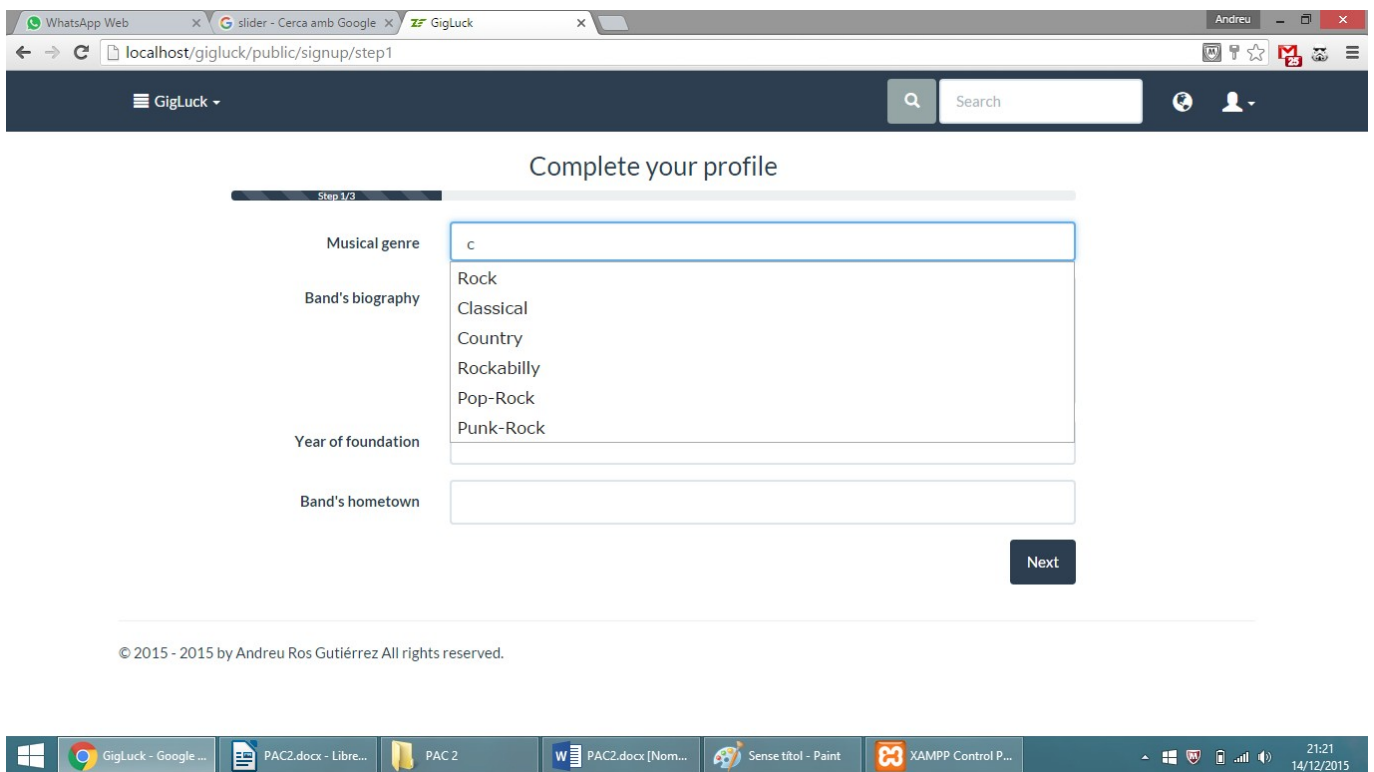 WhatsApp Web
slider - Cerca amb Google
GigLuck
Andreu
localhost/gigluck/public/signup/step1
25
GigLuck
Search
Complete your profile
Step 1/3
Musical genre
c
Rock
Band's biography
Classical
Country
Rockabilly
Pop-Rock
Punk-Rock
Year of foundation
Band's hometown
Next
© 2015 - 2015 by Andreu Ros Gutiérrez All rights reserved.
GigLuck - Google ...
PAC2.docx - Libre...
PAC 2
PAC2.docx [Nom...
Sense títol - Paint
XAMPP Control P...
21:21
14/12/2015